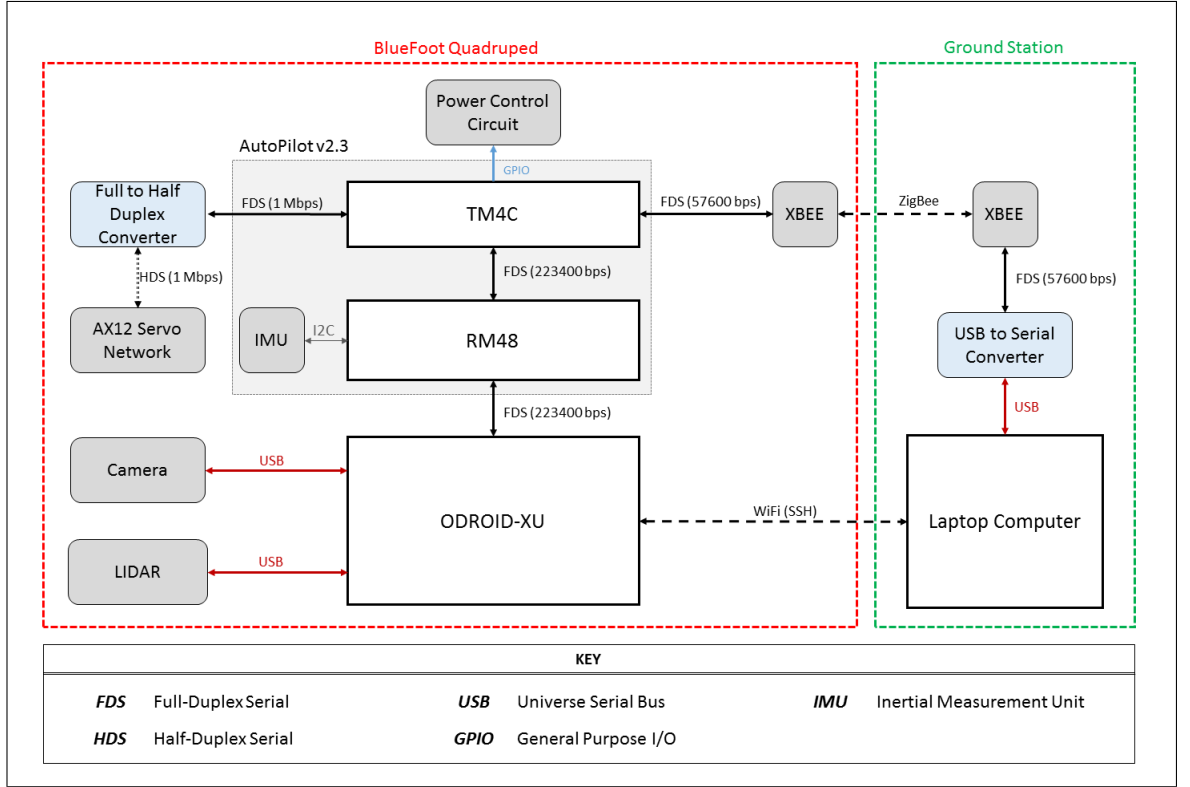 BlueFoot Quadruped
Ground Station
Power Control
Circuit
AutoPilot v2.3
GPIO
Full to Half
Duplex
Converter
FDS (1 Mbps)
TM4C
FDS (57600 bps)
XBEE
ZigBee
XBEE
HDS (1 Mbps)
FDS (223400 bps)
FDS (57600 bps)
AX12 Servo
Network
IMU
I2C
RM48
USB to Serial
Converter
FDS (223400 bps)
USB
Camera
USB
ODROID-XU
WiFi (SSH)
Laptop Computer
LIDAR
USB
KEY
FDS Full-Duplex Serial
USB Universe Serial Bus
IMU Inertial Measurement Unit
HDS Half-Duplex Serial
GPIO General Purpose I/O